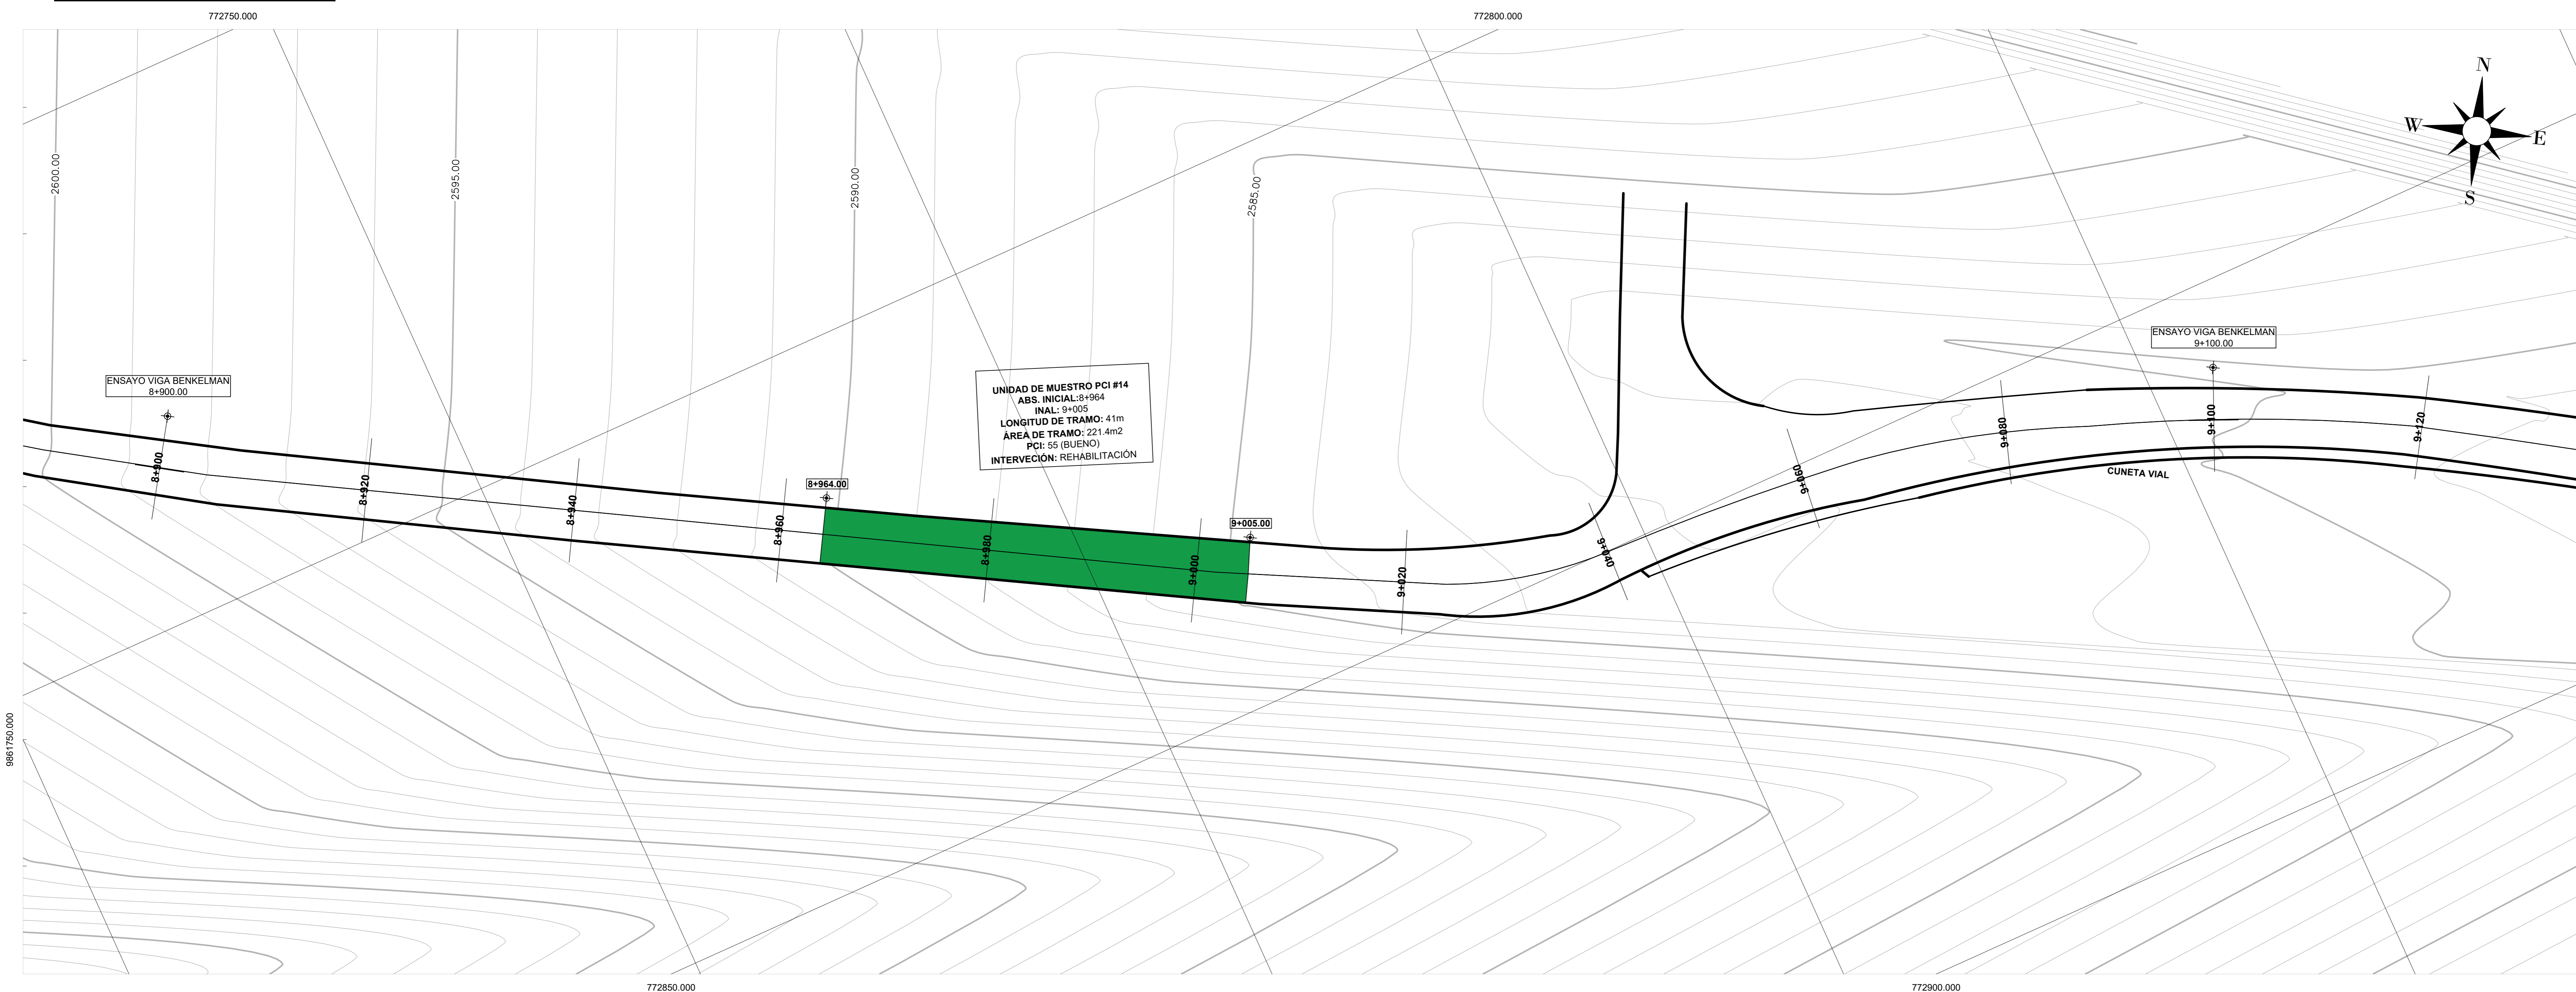 772750.000
772800.000
N
W
E
S
2600.00
2595.00
2590.00
2585.00
ENSAYO VIGA BENKELMAN
9+100.00
ENSAYO VIGA BENKELMAN
8+900.00
UNIDAD DE MUESTRO PCI #14
ABS. INICIAL:8+964
INAL: 9+005
LONGITUD DE TRAMO: 41m
ÁREA DE TRAMO: 221.4m2
PCI: 55 (BUENO)
INTERVECIÓN: REHABILITACIÓN
8+964.00
9+005.00
8+900
8+920
8+940
8+960
8+980
9+000
9+020
9+040
9+060
9+080
9+100
9+120
CUNETA VIAL
9861750.000
772850.000
772900.000